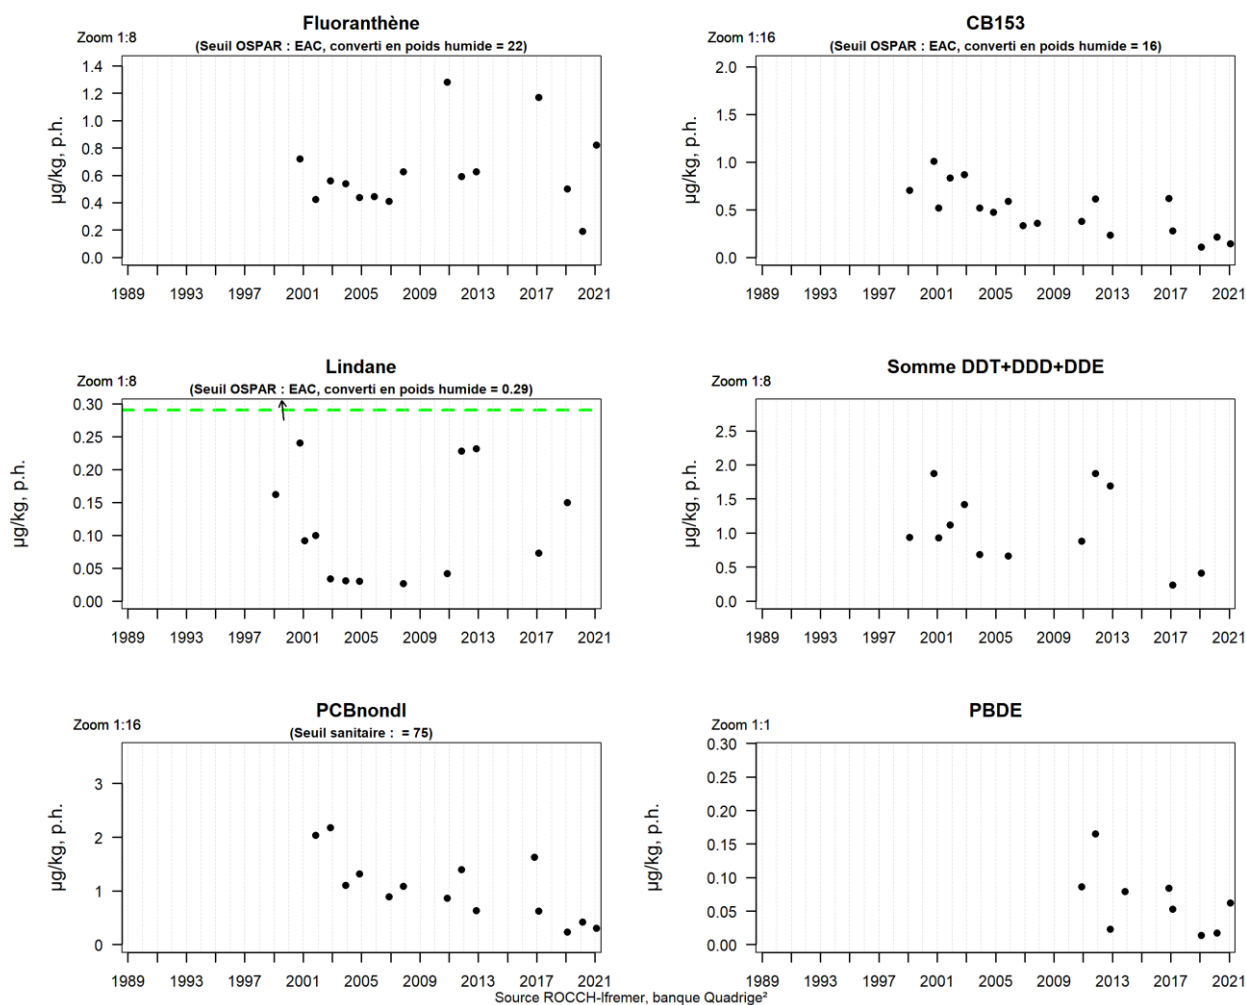 Fluoranthène
Zoom 1:8
(Seuil OSPAR : EAC, converti en poids humide = 22)
µg/kg, p.h.
1.4
1.2
1.0
0.8
0.6
0.4
0.2
0.0
1989 1993 1997 2001 2005 2009 2013 2017 2021
CB153
Zoom 1:16
(Seuil OSPAR : EAC, converti en poids humide = 16)
µg/kg, p.h.
2.0
1.5
1.0
0.5
0.0
1989 1993 1997 2001 2005 2009 2013 2017 2021
Lindane
Zoom 1:8
(Seuil OSPAR : EAC, converti en poids humide = 0.29)
µg/kg, p.h.
0.30
0.25
0.20
0.15
0.10
0.05
0.00
1989 1993 1997 2001 2005 2009 2013 2017 2021
Somme DDT+DDD+DDE
Zoom 1:8
µg/kg, p.h.
2.5
2.0
1.5
1.0
0.5
0.0
1989 1993 1997 2001 2005 2009 2013 2017 2021
PCBnondl
Zoom 1:16
(Seuil sanitaire : = 75)
µg/kg, p.h.
3
2
1
0
1989 1993 1997 2001 2005 2009 2013 2017 2021
PBDE
Zoom 1:1
µg/kg, p.h.
0.30
0.25
0.20
0.15
0.10
0.05
0.00
1989 1993 1997 2001 2005 2009 2013 2017 2021
Source ROCCH-Ifremer, banque Quadrige²